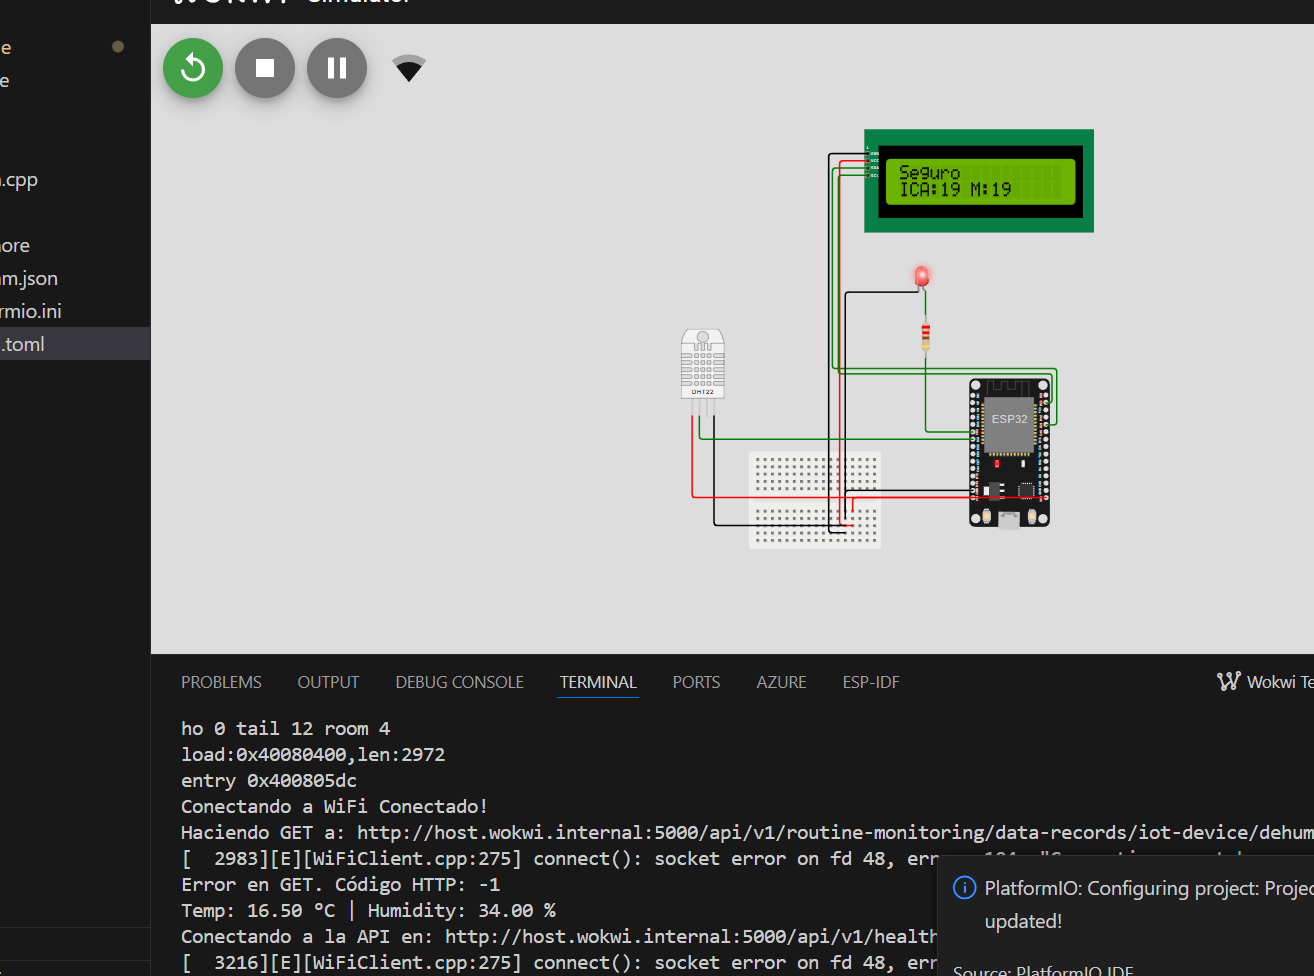 Simulator
e
e
.cpp
ore
m.json
rmio.ini
.toml
Seguro
ICA:19 M:19
DHT22
ESP32
PROBLEMS OUTPUT DEBUG CONSOLE TERMINAL PORTS AZURE ESP-IDF
Wokwi Te
ho 0 tail 12 room 4
load:0x40080400,len:2972
entry 0x400805dc
Conectando a WiFi Conectado!
Haciendo GET a: http://host.wokwi.internal:5000/api/v1/routine-monitoring/data-records/iot-device/dehum
[  2983][E][WiFiClient.cpp:275] connect(): socket error on fd 48, err
Error en GET. Código HTTP: -1
Temp: 16.50 °C | Humidity: 34.00 %
Conectando a la API en: http://host.wokwi.internal:5000/api/v1/health
[  3216][E][WiFiClient.cpp:275] connect(): socket error on fd 48, err
PlatformIO: Configuring project: Projec
updated!
Source: PlatformIO IDE